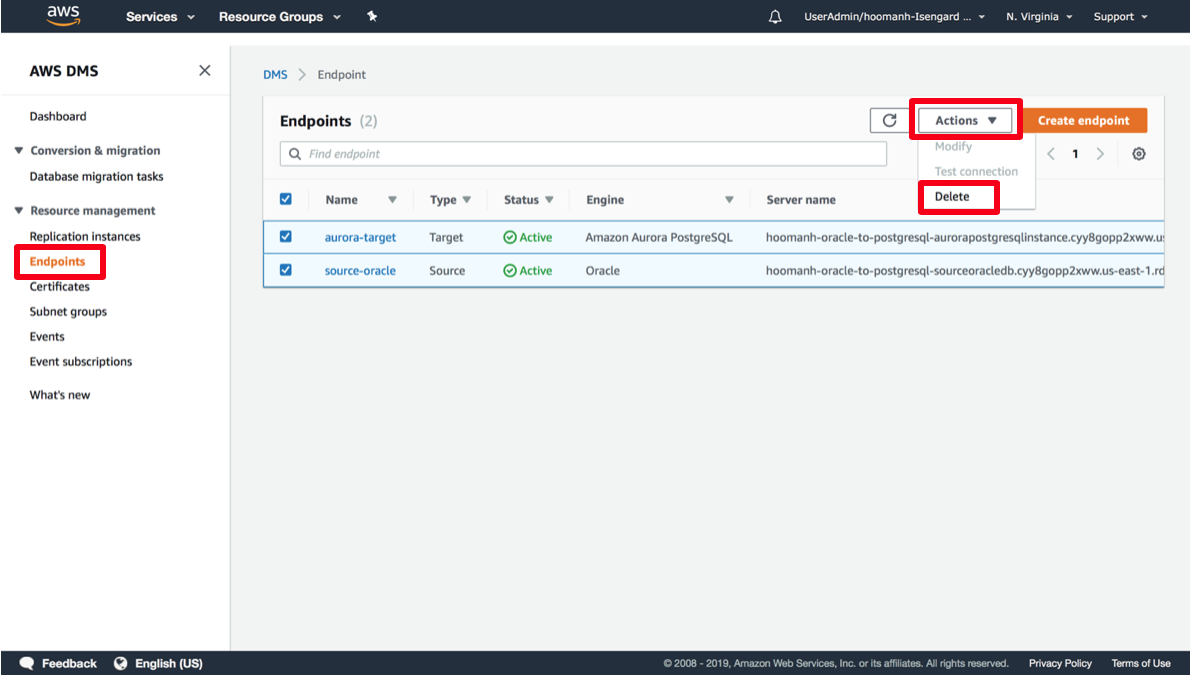 aws Services Resource Groups UserAdmin/hoomanh-Isengard ... N. Virginia Support
AWS DMS
Dashboard
Conversion & migration
Database migration tasks
Resource management
Replication instances
Endpoints
Certificates
Subnet groups
Events
Event subscriptions
What's new
DMS Endpoint
Endpoints (2) Actions Create endpoint
Find endpoint 1
Modify
Test connection
Delete
Name Type Status Engine Server name
aurora-target Target Active Amazon Aurora PostgreSQL hoomanh-oracle-to-postgresql-aurorapostgresqlinstance.cyy8gopp2xww.us
source-oracle Source Active Oracle hoomanh-oracle-to-postgresql-sourceoracledb.cyy8gopp2xww.us-east-1.rd
Feedback English (US) © 2008 - 2019, Amazon Web Services, Inc. or its affiliates. All rights reserved. Privacy Policy Terms of Use